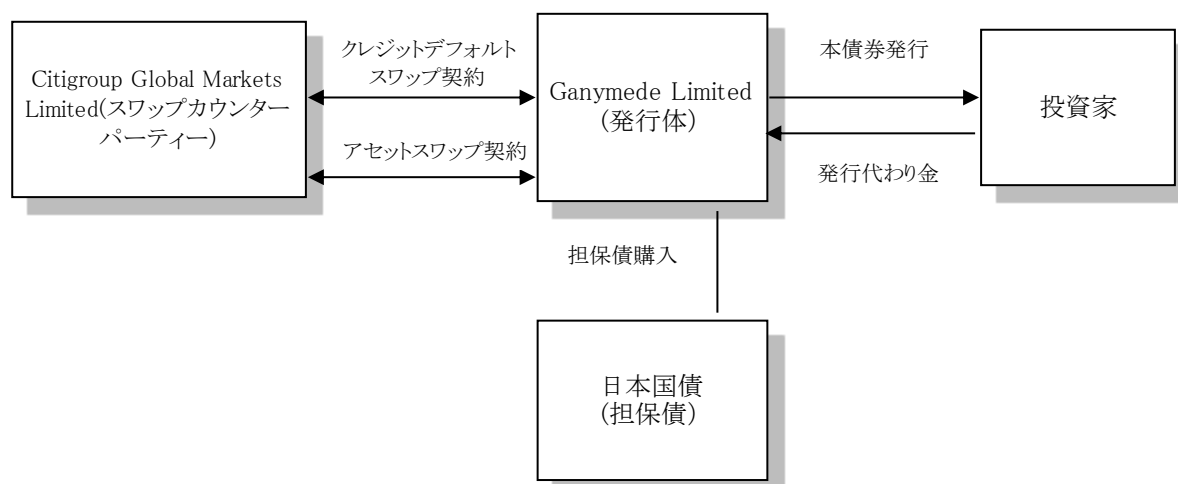 Citigroup Global Markets
Limited(スワップカウンター
パーティー)
クレジットデフォルト
スワップ契約
アセットスワップ契約
Ganymede Limited
(発行体)
本債券発行
発行代わり金
投資家
担保債購入
日本国債
(担保債)